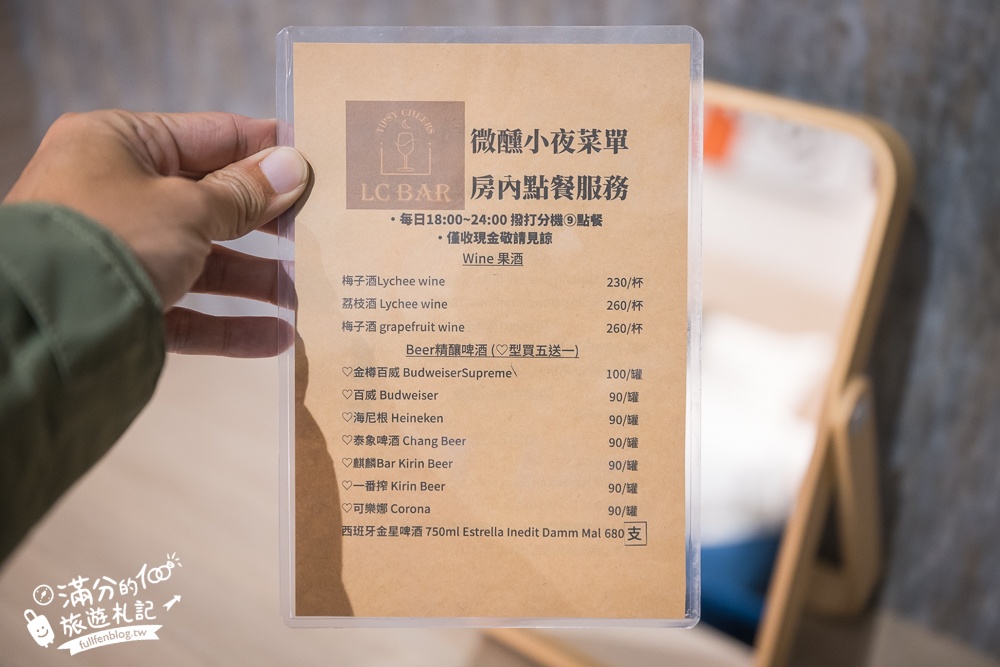 TIPSY CHEERS
LC BAR
微醺小夜菜單
房內點餐服務
・每日18:00~24:00 撥打分機⑨點餐
・僅收現金敬請見諒
Wine 果酒
梅子酒Lychee wine 230/杯
荔枝酒 Lychee wine 260/杯
梅子酒 grapefruit wine 260/杯
Beer精釀啤酒 (♡型買五送一)
♡金樽百威 BudweiserSupreme\ 100/罐
♡百威 Budweiser 90/罐
♡海尼根 Heineken 90/罐
♡泰象啤酒 Chang Beer 90/罐
♡麒麟Bar Kirin Beer 90/罐
♡一番搾 Kirin Beer 90/罐
♡可樂娜 Corona 90/罐
西班牙金星啤酒 750ml Estrella Inedit Damm Mal 680支
滿分的100
旅遊札記
fullfenblog.tw